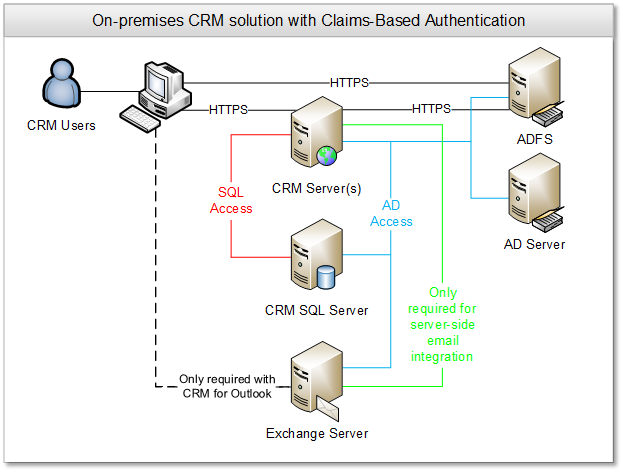 On-premises CRM solution with Claims-Based Authentication
HTTPS
HTTPS
HTTPS
CRM Users
ADFS
CRM Server(s)
SQL
Access
AD
Access
AD Server
CRM SQL Server
Only
required for
server-side
email
integration
Only required with
CRM for Outlook
Exchange Server